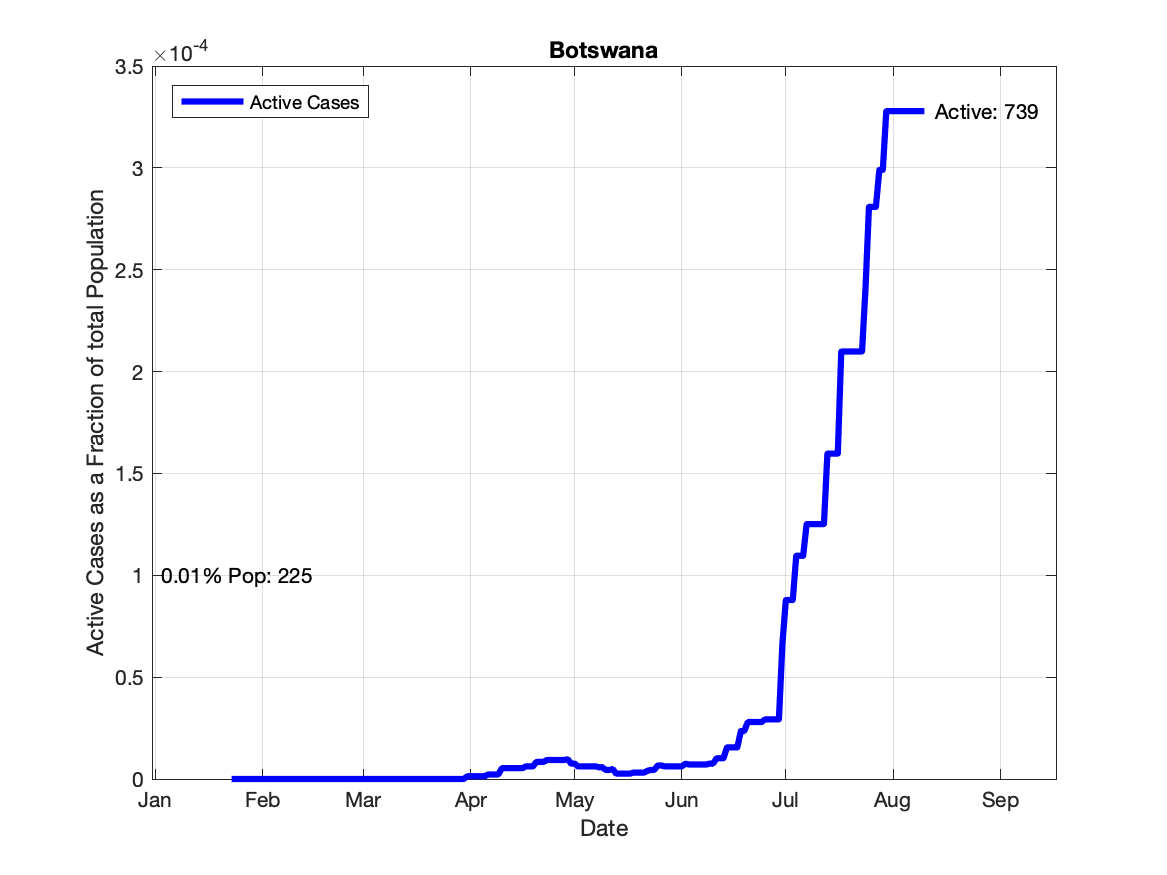 Botswana
×10-4
3.5
3
2.5
2
1.5
1
0.5
0
Active Cases as a Fraction of total Population
Active Cases
Active: 739
0.01% Pop: 225
Jan Feb Mar Apr May Jun Jul Aug Sep
Date